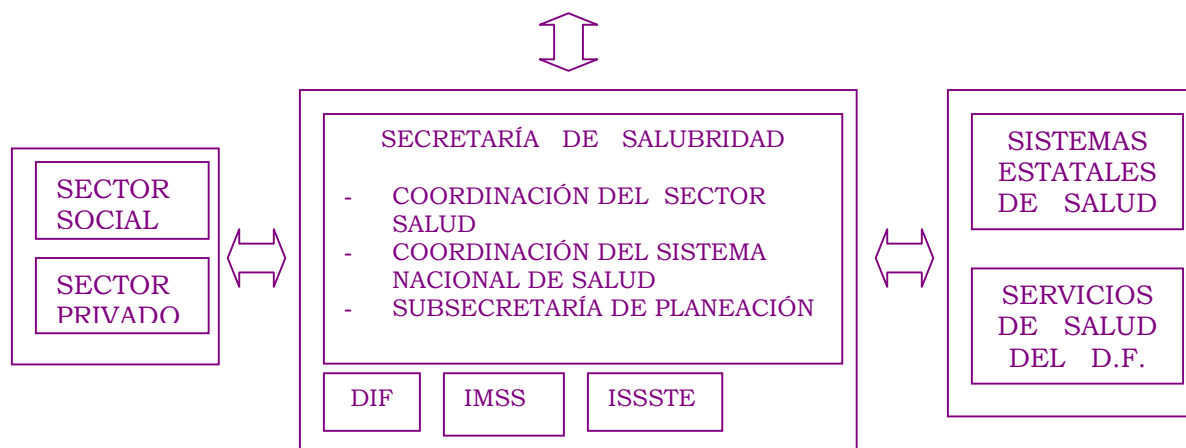 SECTOR
SOCIAL
SECTOR
PRIVADO
SECRETARÍA DE SALUBRIDAD
- COORDINACIÓN DEL SECTOR
SALUD
- COORDINACIÓN DEL SISTEMA
NACIONAL DE SALUD
- SUBSECRETARÍA DE PLANEACIÓN
DIF
IMSS
ISSSTE
SISTEMAS
ESTATALES
DE SALUD
SERVICIOS
DE SALUD
DEL D.F.